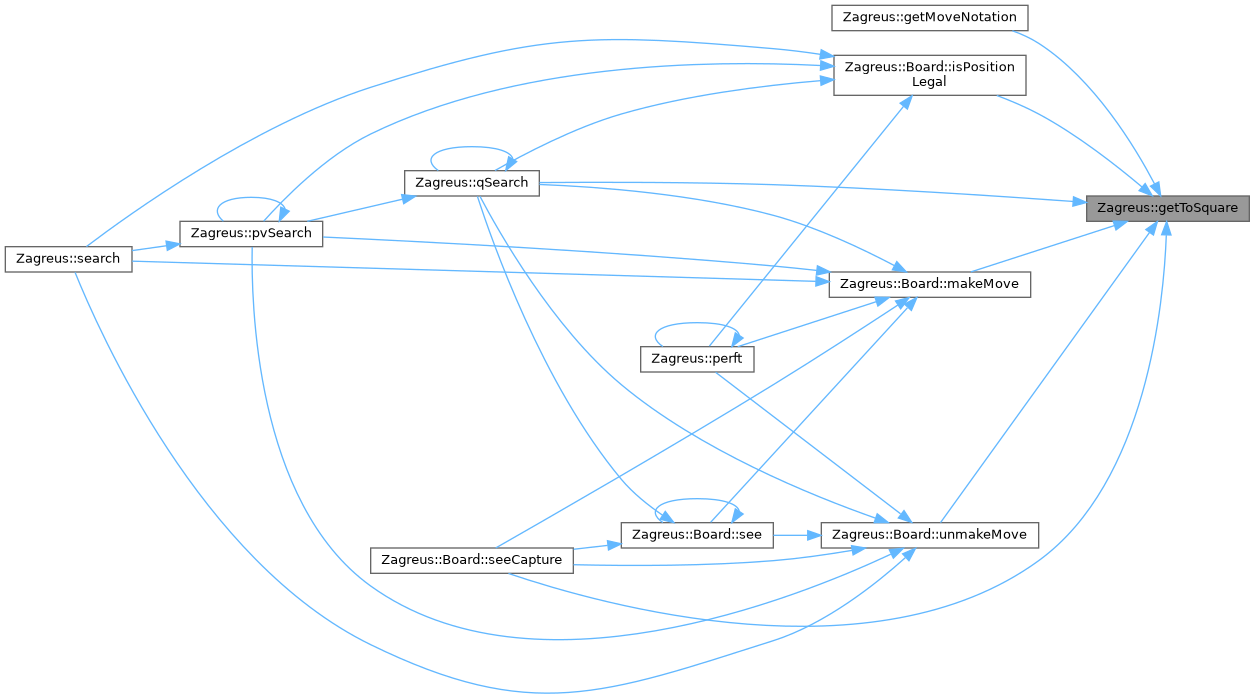 Zagreus::getMoveNotation
Zagreus::Board::isPosition
Legal
Zagreus::qSearch
Zagreus::getToSquare
Zagreus::pvSearch
Zagreus::search
Zagreus::Board::makeMove
Zagreus::perft
Zagreus::Board::see
Zagreus::Board::unmakeMove
Zagreus::Board::seeCapture